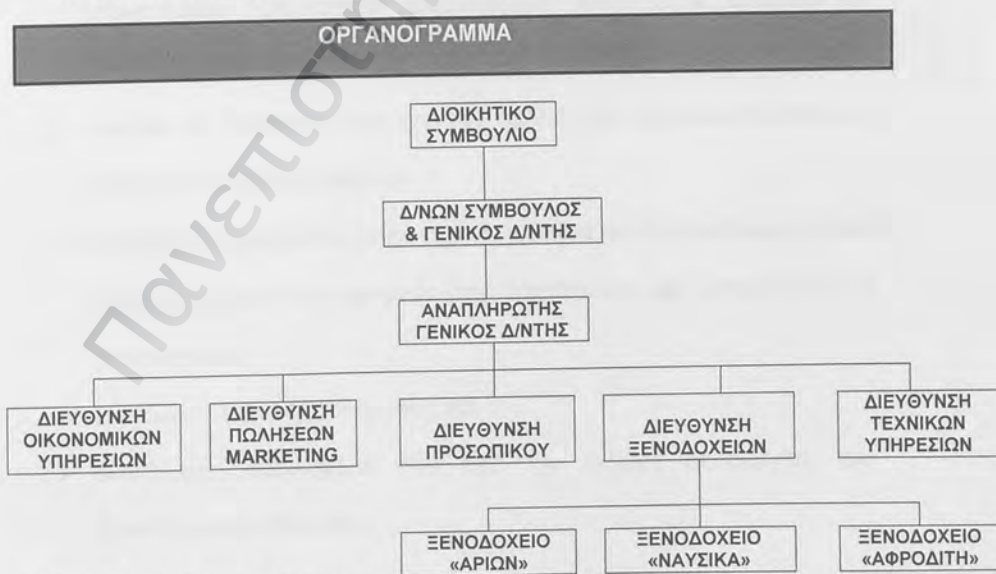 ΟΡΓΑΝΟΓΡΑΜΜΑ
ΔΙΟΙΚΗΤΙΚΟ
ΣΥΜΒΟΥΛΙΟ
Δ/ΝΩΝ ΣΥΜΒΟΥΛΟΣ
& ΓΕΝΙΚΟΣ Δ/ΝΤΗΣ
ΑΝΑΠΛΗΡΩΤΗΣ
ΓΕΝΙΚΟΣ Δ/ΝΤΗΣ
ΔΙΕΥΘΥΝΣΗ
ΟΙΚΟΝΟΜΙΚΩΝ
ΥΠΗΡΕΣΙΩΝ
ΔΙΕΥΘΥΝΣΗ
ΠΩΛΗΣΕΩΝ
MARKETING
ΔΙΕΥΘΥΝΣΗ
ΠΡΟΣΩΠΙΚΟΥ
ΔΙΕΥΘΥΝΣΗ
ΞΕΝΟΔΟΧΕΙΩΝ
ΔΙΕΥΘΥΝΣΗ
ΤΕΧΝΙΚΩΝ
ΥΠΗΡΕΣΙΩΝ
ΞΕΝΟΔΟΧΕΙΟ
«ΑΡΙΩΝ»
ΞΕΝΟΔΟΧΕΙΟ
«ΝΑΥΣΙΚΑ»
ΞΕΝΟΔΟΧΕΙΟ
«ΑΦΡΟΔΙΤΗ»